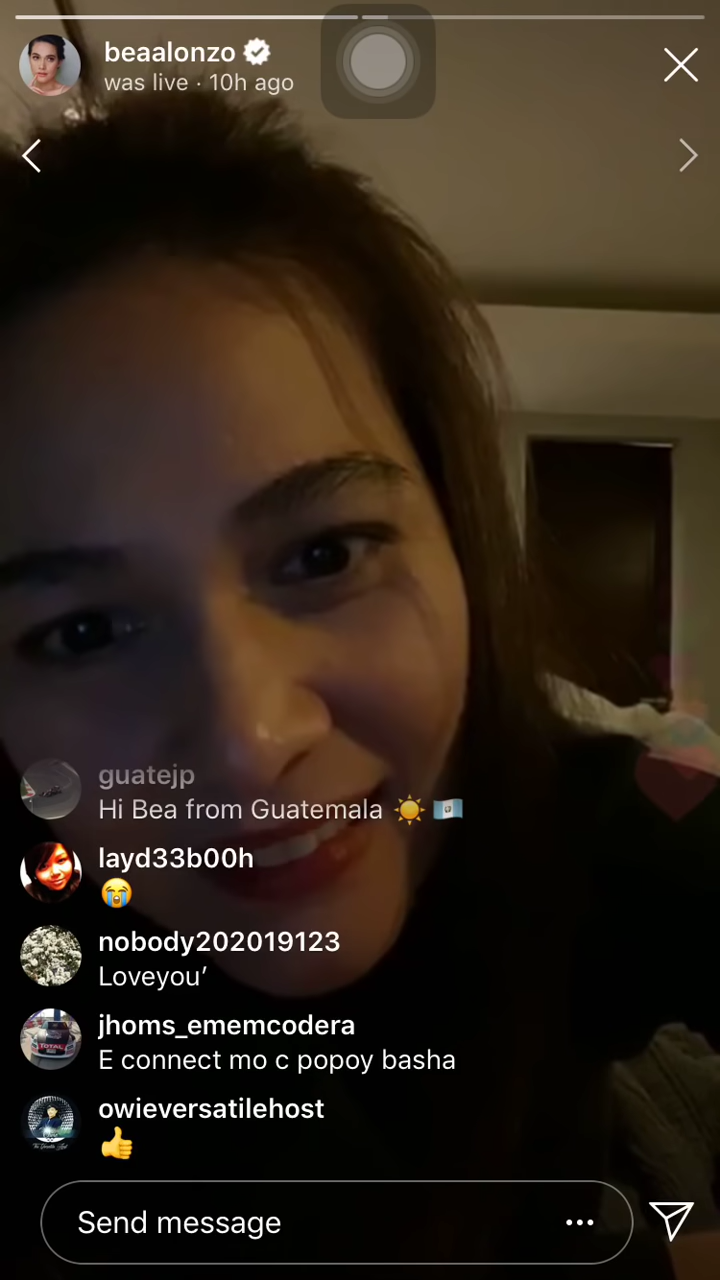 beaalonzo
was live · 10h ago
guatejp
Hi Bea from Guatemala ☀️ 🇬🇹
layd33b00h
😭
nobody202019123
Loveyou’
jhoms_ememcodera
E connect mo c popoy basha
owieversatilehost
👍
Send message